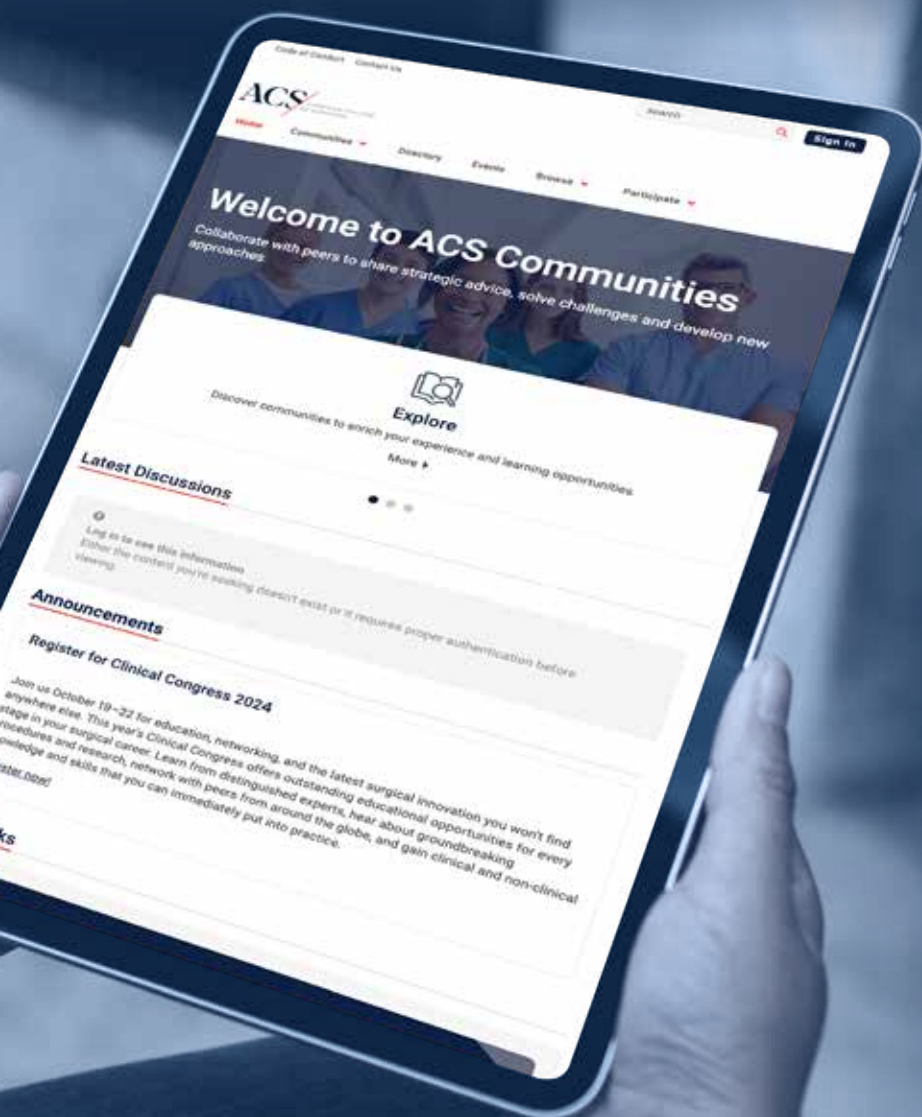 Code of Conduct Contact Us
Search
Sign In
ACS
AMERICAN COLLEGE
OF SURGEONS
Home Communities Directory Events Browse Participate
Welcome to ACS Communities
Collaborate with peers to share strategic advice, solve challenges and develop new
approaches
Explore
Discover communities to enrich your experience and learning opportunities
More
Latest Discussions
Log in to see this information
Either the content you're seeking doesn't exist or it requires proper authentication before
viewing.
Announcements
Register for Clinical Congress 2024
Join us October 19–22 for education, networking, and the latest surgical innovation you won't find
anywhere else. This year's Clinical Congress offers outstanding educational opportunities for every
stage in your surgical career. Learn from distinguished experts, hear about groundbreaking
procedures and research, network with peers from around the globe, and gain clinical and non-clinical
knowledge and skills that you can immediately put into practice.
ster now!
ks